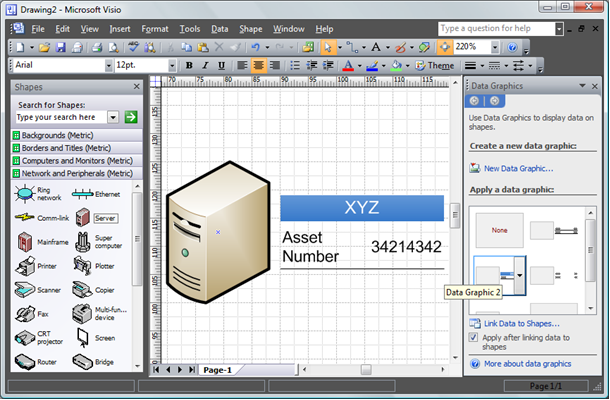 Drawing2 - Microsoft Visio
File Edit View Insert Format Tools Data Shape Window Help
Type a question for help
220%
Arial 12pt. B I U Theme
Shapes
Search for Shapes:
Type your search here
Backgrounds (Metric)
Borders and Titles (Metric)
Computers and Monitors (Metric)
Network and Peripherals (Metric)
Ring network
Ethernet
Comm-link
Server
Mainframe
Super computer
Printer
Plotter
Scanner
Copier
Fax
Multi-fun... device
CRT projector
Screen
Router
Bridge
70 75 80 85 90 95 100 105 110 115
XYZ
Asset Number
34214342
Page-1
Data Graphics
Use Data Graphics to display data on shapes.
Create a new data graphic:
New Data Graphic...
Apply a data graphic:
None
Data Graphic 2
Link Data to Shapes...
Apply after linking data to shapes
More about data graphics
Page 1/1